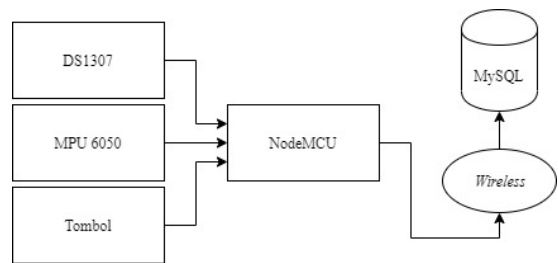 DS1307
MPU 6050
Tombol
NodeMCU
MySQL
Wireless